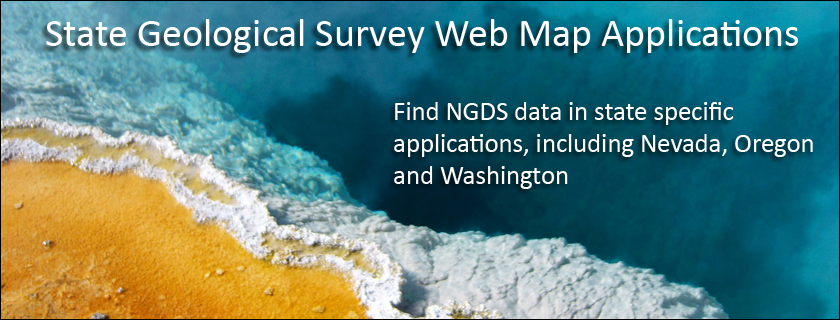 State Geological Survey Web Map Applications
Find NGDS data in state specific
applications, including Nevada, Oregon
and Washington